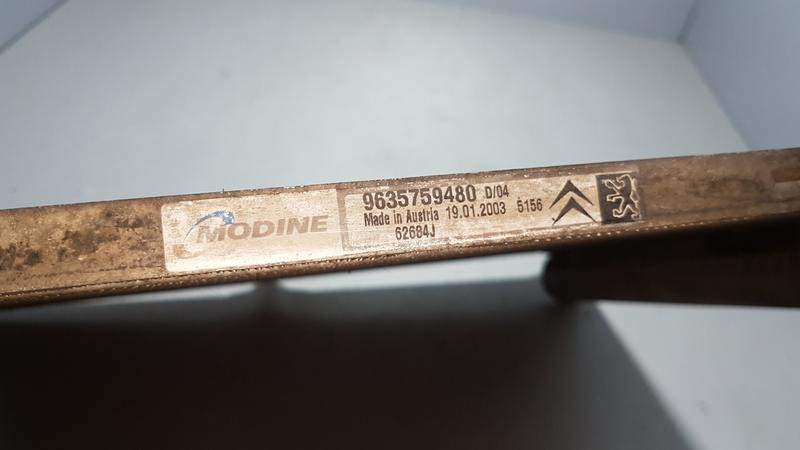 MODINE
9635759480 D/04
Made in Austria 19.01.2003 5156
62684J